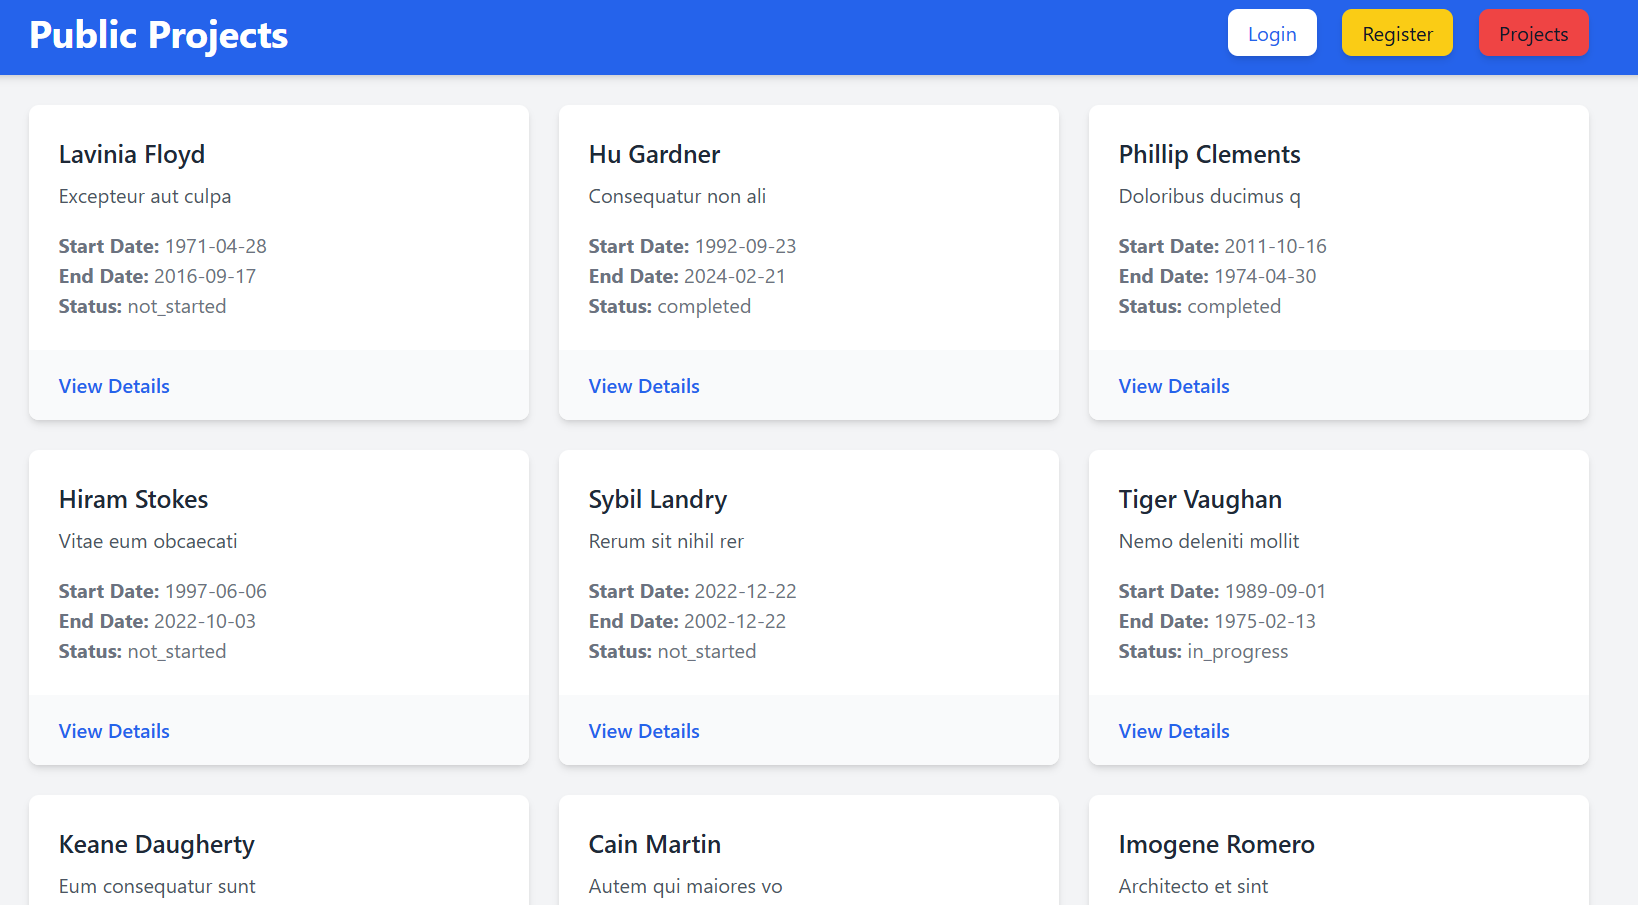 Public Projects
Login
Register
Projects
Lavinia Floyd
Excepteur aut culpa
Start Date: 1971-04-28
End Date: 2016-09-17
Status: not_started
View Details
Hu Gardner
Consequatur non ali
Start Date: 1992-09-23
End Date: 2024-02-21
Status: completed
View Details
Phillip Clements
Doloribus ducimus q
Start Date: 2011-10-16
End Date: 1974-04-30
Status: completed
View Details
Hiram Stokes
Vitae eum obcaecati
Start Date: 1997-06-06
End Date: 2022-10-03
Status: not_started
View Details
Sybil Landry
Rerum sit nihil rer
Start Date: 2022-12-22
End Date: 2002-12-22
Status: not_started
View Details
Tiger Vaughan
Nemo deleniti mollit
Start Date: 1989-09-01
End Date: 1975-02-13
Status: in_progress
View Details
Keane Daugherty
Eum consequatur sunt
Cain Martin
Autem qui maiores vo
Imogene Romero
Architecto et sint